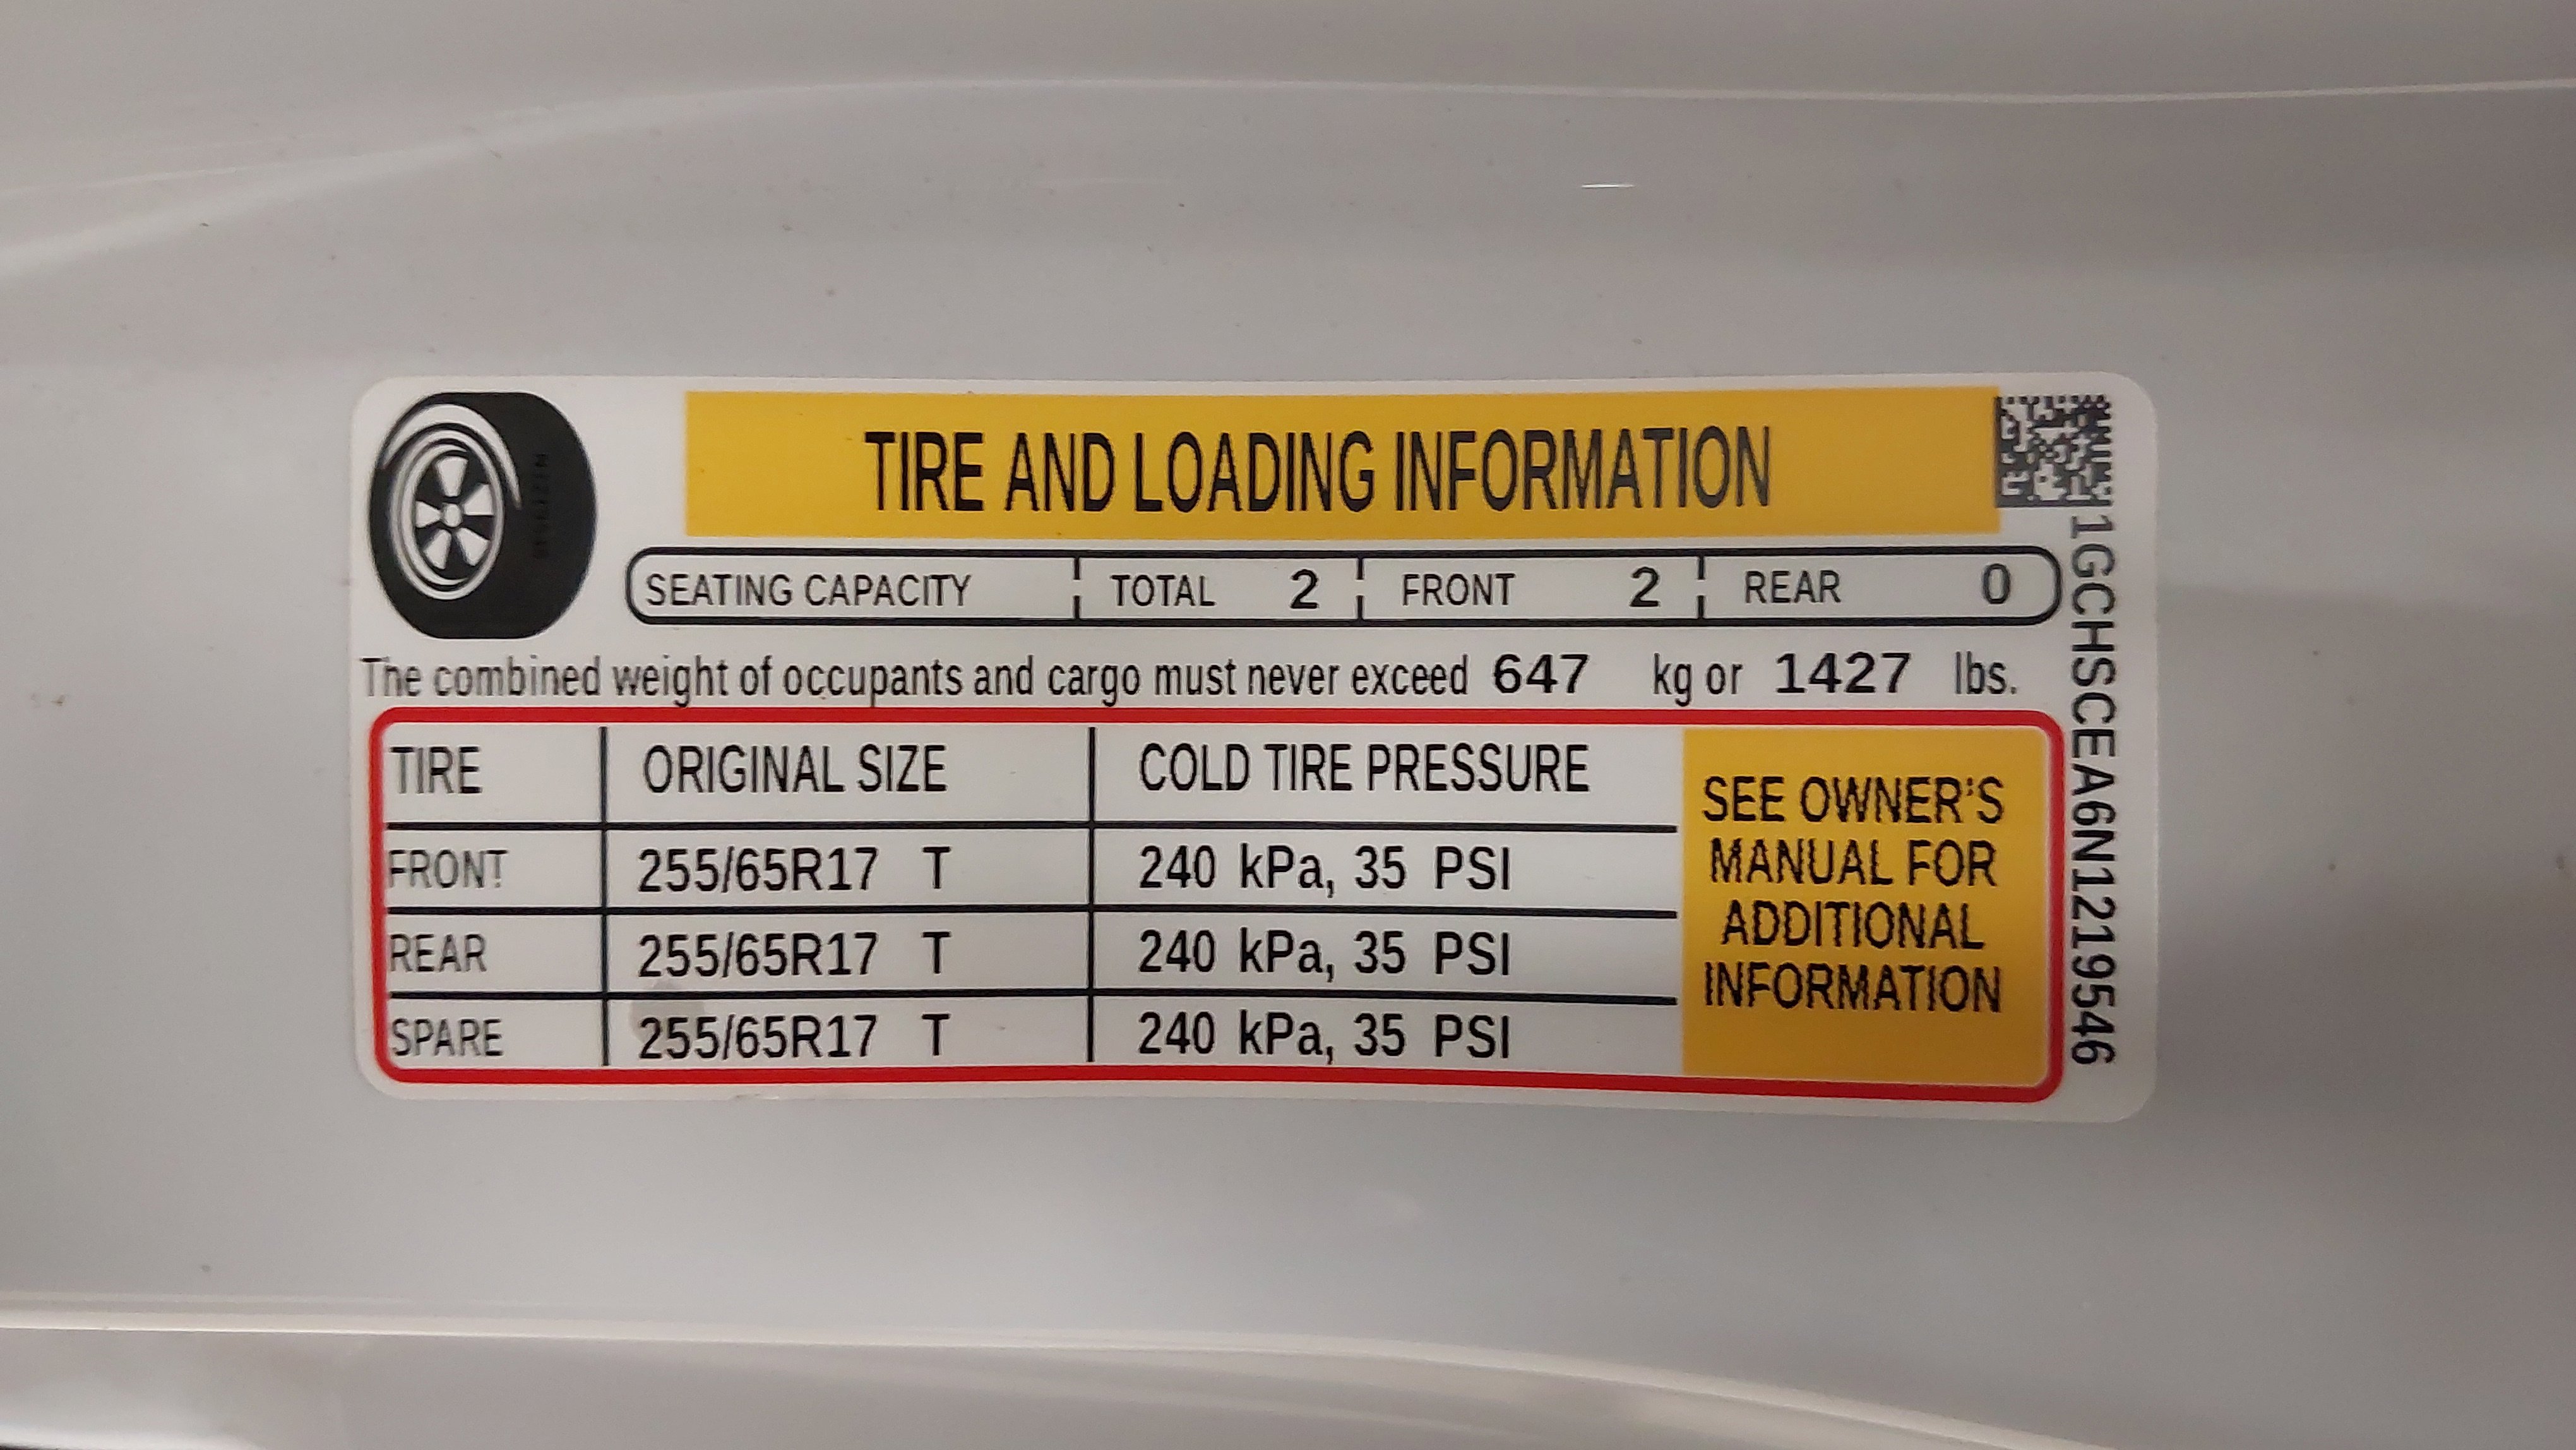 TIRE AND LOADING INFORMATION
SEATING CAPACITY TOTAL 2 FRONT 2 REAR 0
The combined weight of occupants and cargo must never exceed 647 kg or 1427 lbs.
TIRE ORIGINAL SIZE COLD TIRE PRESSURE
FRONT 255/65R17 T 240 kPa, 35 PSI
REAR 255/65R17 T 240 kPa, 35 PSI
SPARE 255/65R17 T 240 kPa, 35 PSI
SEE OWNER'S
MANUAL FOR
ADDITIONAL
INFORMATION
1GCHSCEA6N1219546